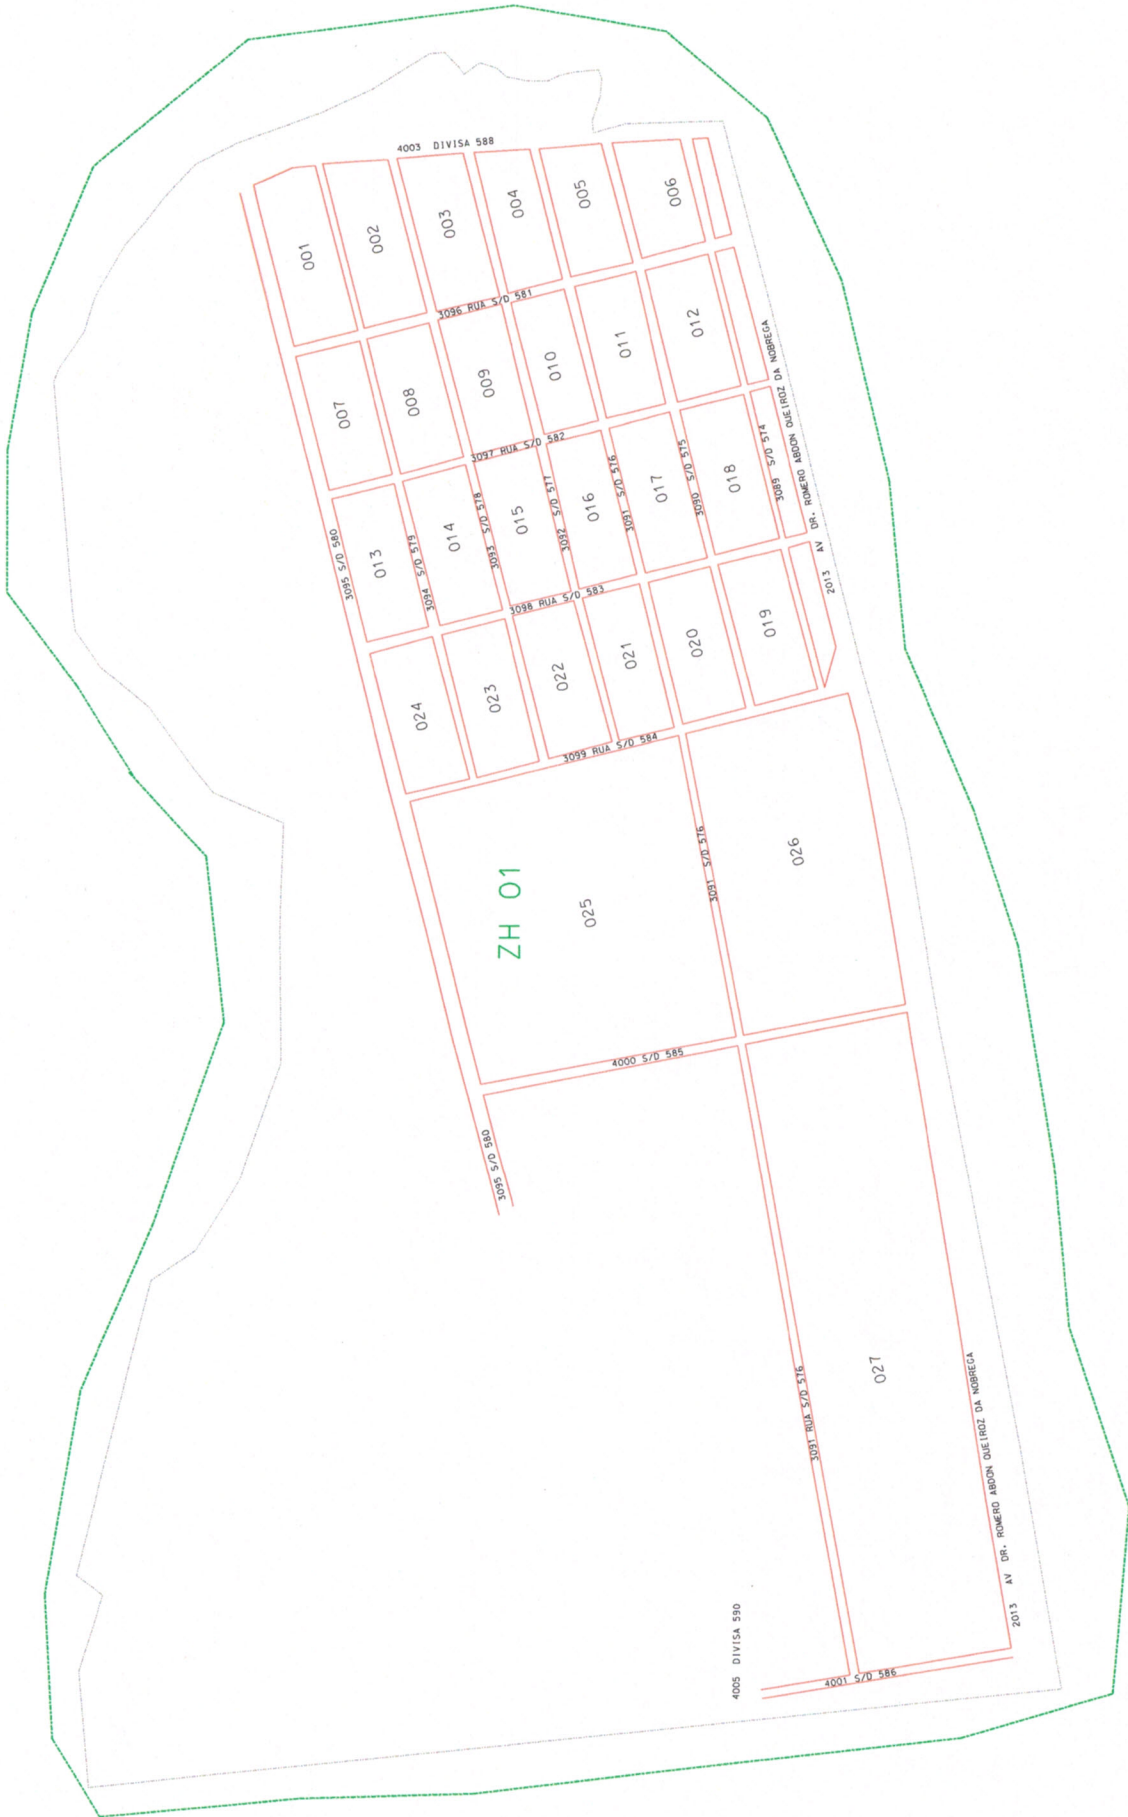 4003 DIVISA 588
001
002
003
004
005
006
3096 RUA S/D 581
007
008
009
010
011
012
3097 RUA S/D 582
3095 S/D 580
013
3094 S/D 579
014
3093 S/D 578
015
3092 S/D 577
016
3091 S/D 576
017
3090 S/D 575
018
3089 S/D 574
2013 AV DR. ROMERO ABDON QUEIROZ DA NOBREGA
3098 RUA S/D 583
024
023
022
021
020
019
3099 RUA S/D 584
ZH 01
025
3091 S/D 576
026
4000 S/D 585
3095 S/D 580
3091 RUA S/D 576
027
2013 AV DR. ROMERO ABDON QUEIROZ DA NOBREGA
4005 DIVISA 590
4001 S/D 586